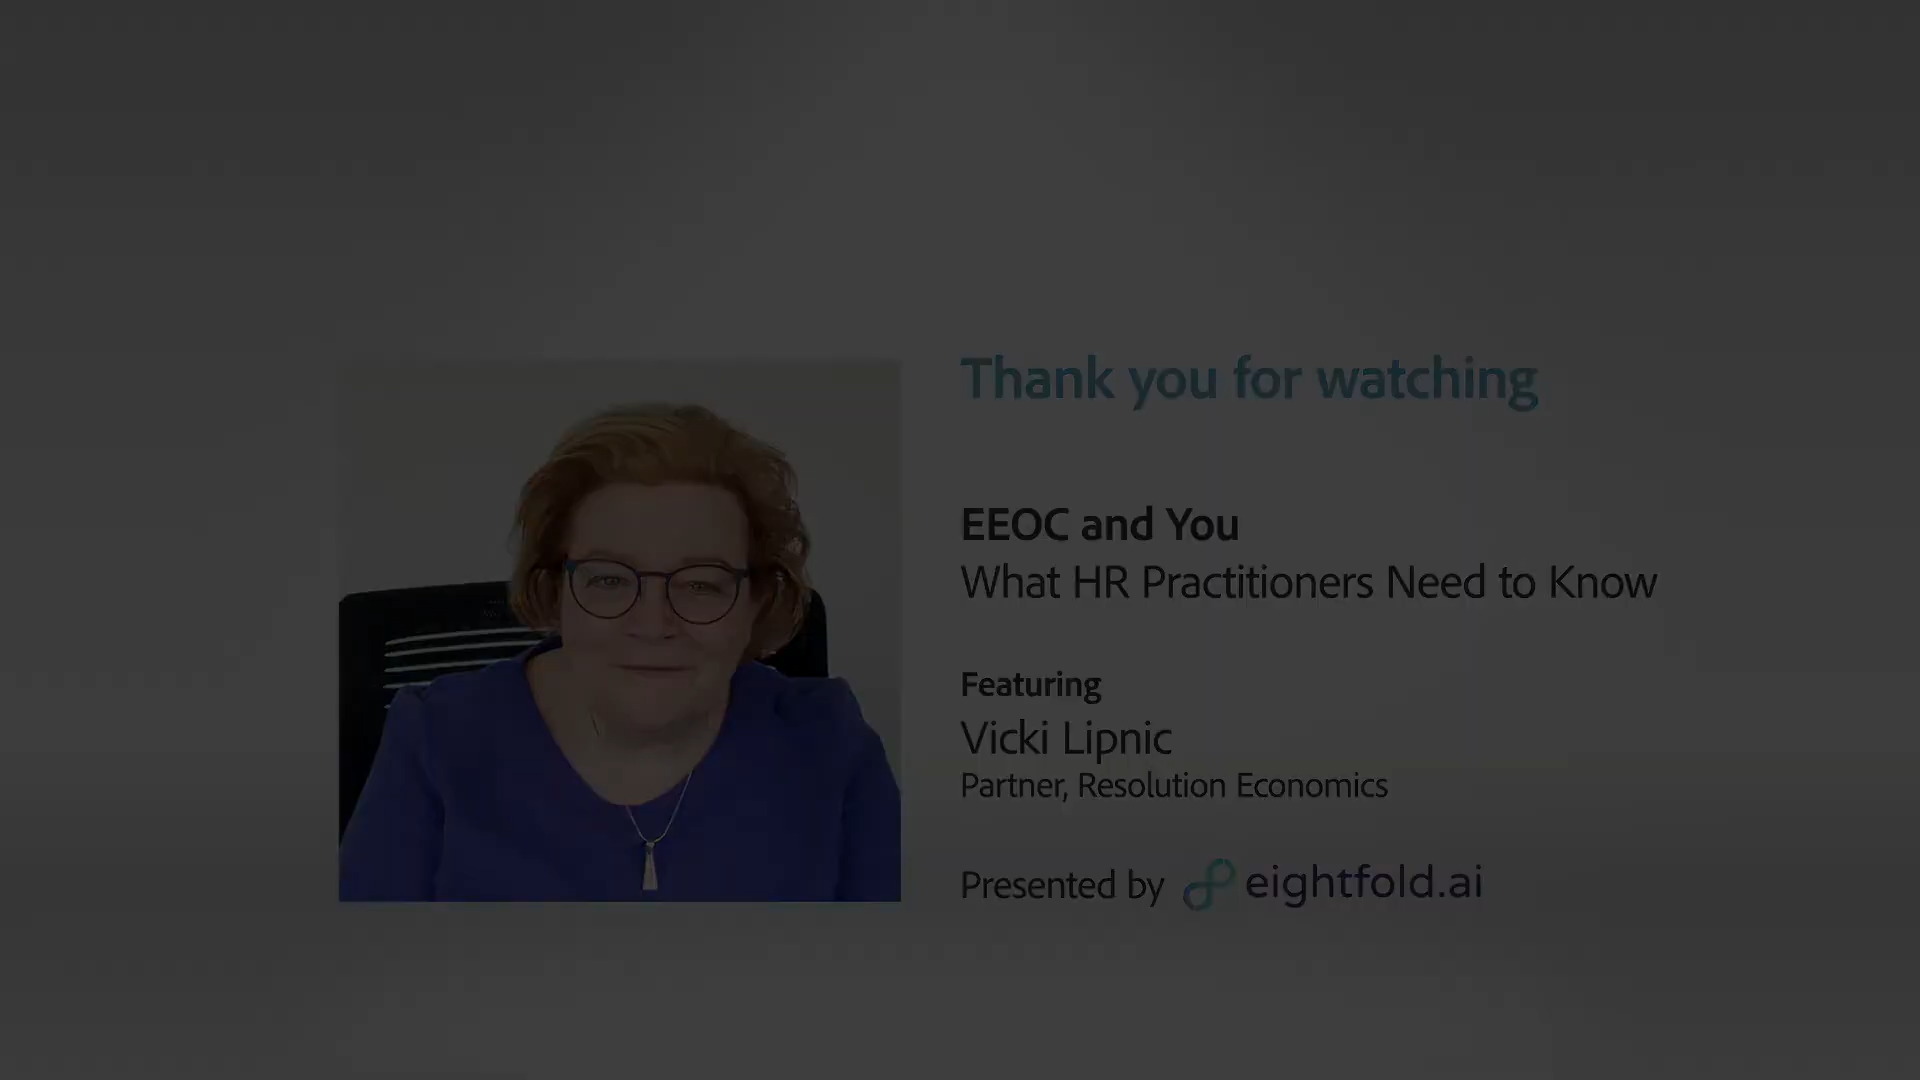 Thank you for watching
EEOC and You
What HR Practitioners Need to Know
Featuring
Vicki Lipnic
Partner, Resolution Economics
Presented by eightfold.ai